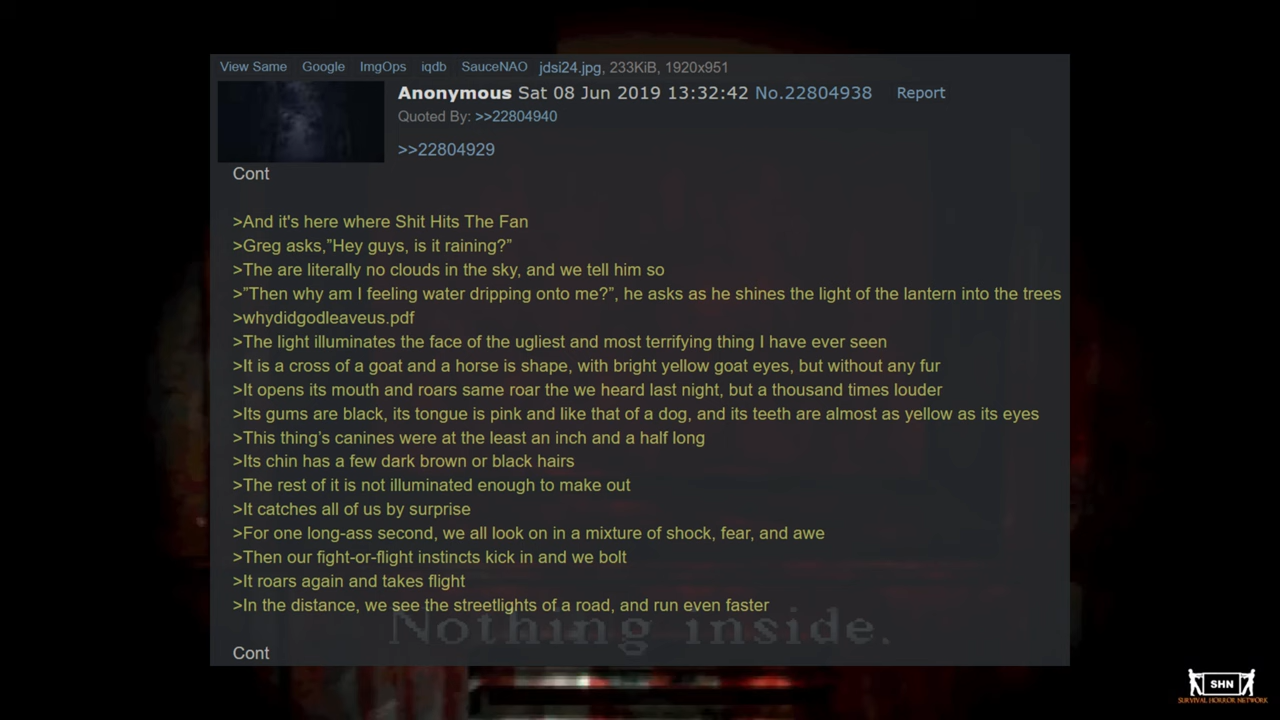 View Same Google ImgOps iqdb SauceNAO jdsi24.jpg, 233KiB, 1920x951
Anonymous Sat 08 Jun 2019 13:32:42 No.22804938 Report
Quoted By: >>22804940
>>22804929
Cont
>And it's here where Shit Hits The Fan
>Greg asks,”Hey guys, is it raining?”
>The are literally no clouds in the sky, and we tell him so
>”Then why am I feeling water dripping onto me?”, he asks as he shines the light of the lantern into the trees
>whydidgodleaveus.pdf
>The light illuminates the face of the ugliest and most terrifying thing I have ever seen
>It is a cross of a goat and a horse is shape, with bright yellow goat eyes, but without any fur
>It opens its mouth and roars same roar the we heard last night, but a thousand times louder
>Its gums are black, its tongue is pink and like that of a dog, and its teeth are almost as yellow as its eyes
>This thing’s canines were at the least an inch and a half long
>Its chin has a few dark brown or black hairs
>The rest of it is not illuminated enough to make out
>It catches all of us by surprise
>For one long-ass second, we all look on in a mixture of shock, fear, and awe
>Then our fight-or-flight instincts kick in and we bolt
>It roars again and takes flight
>In the distance, we see the streetlights of a road, and run even faster
Nothing inside.
Cont
SHN
SURVIVAL HORROR NETWORK